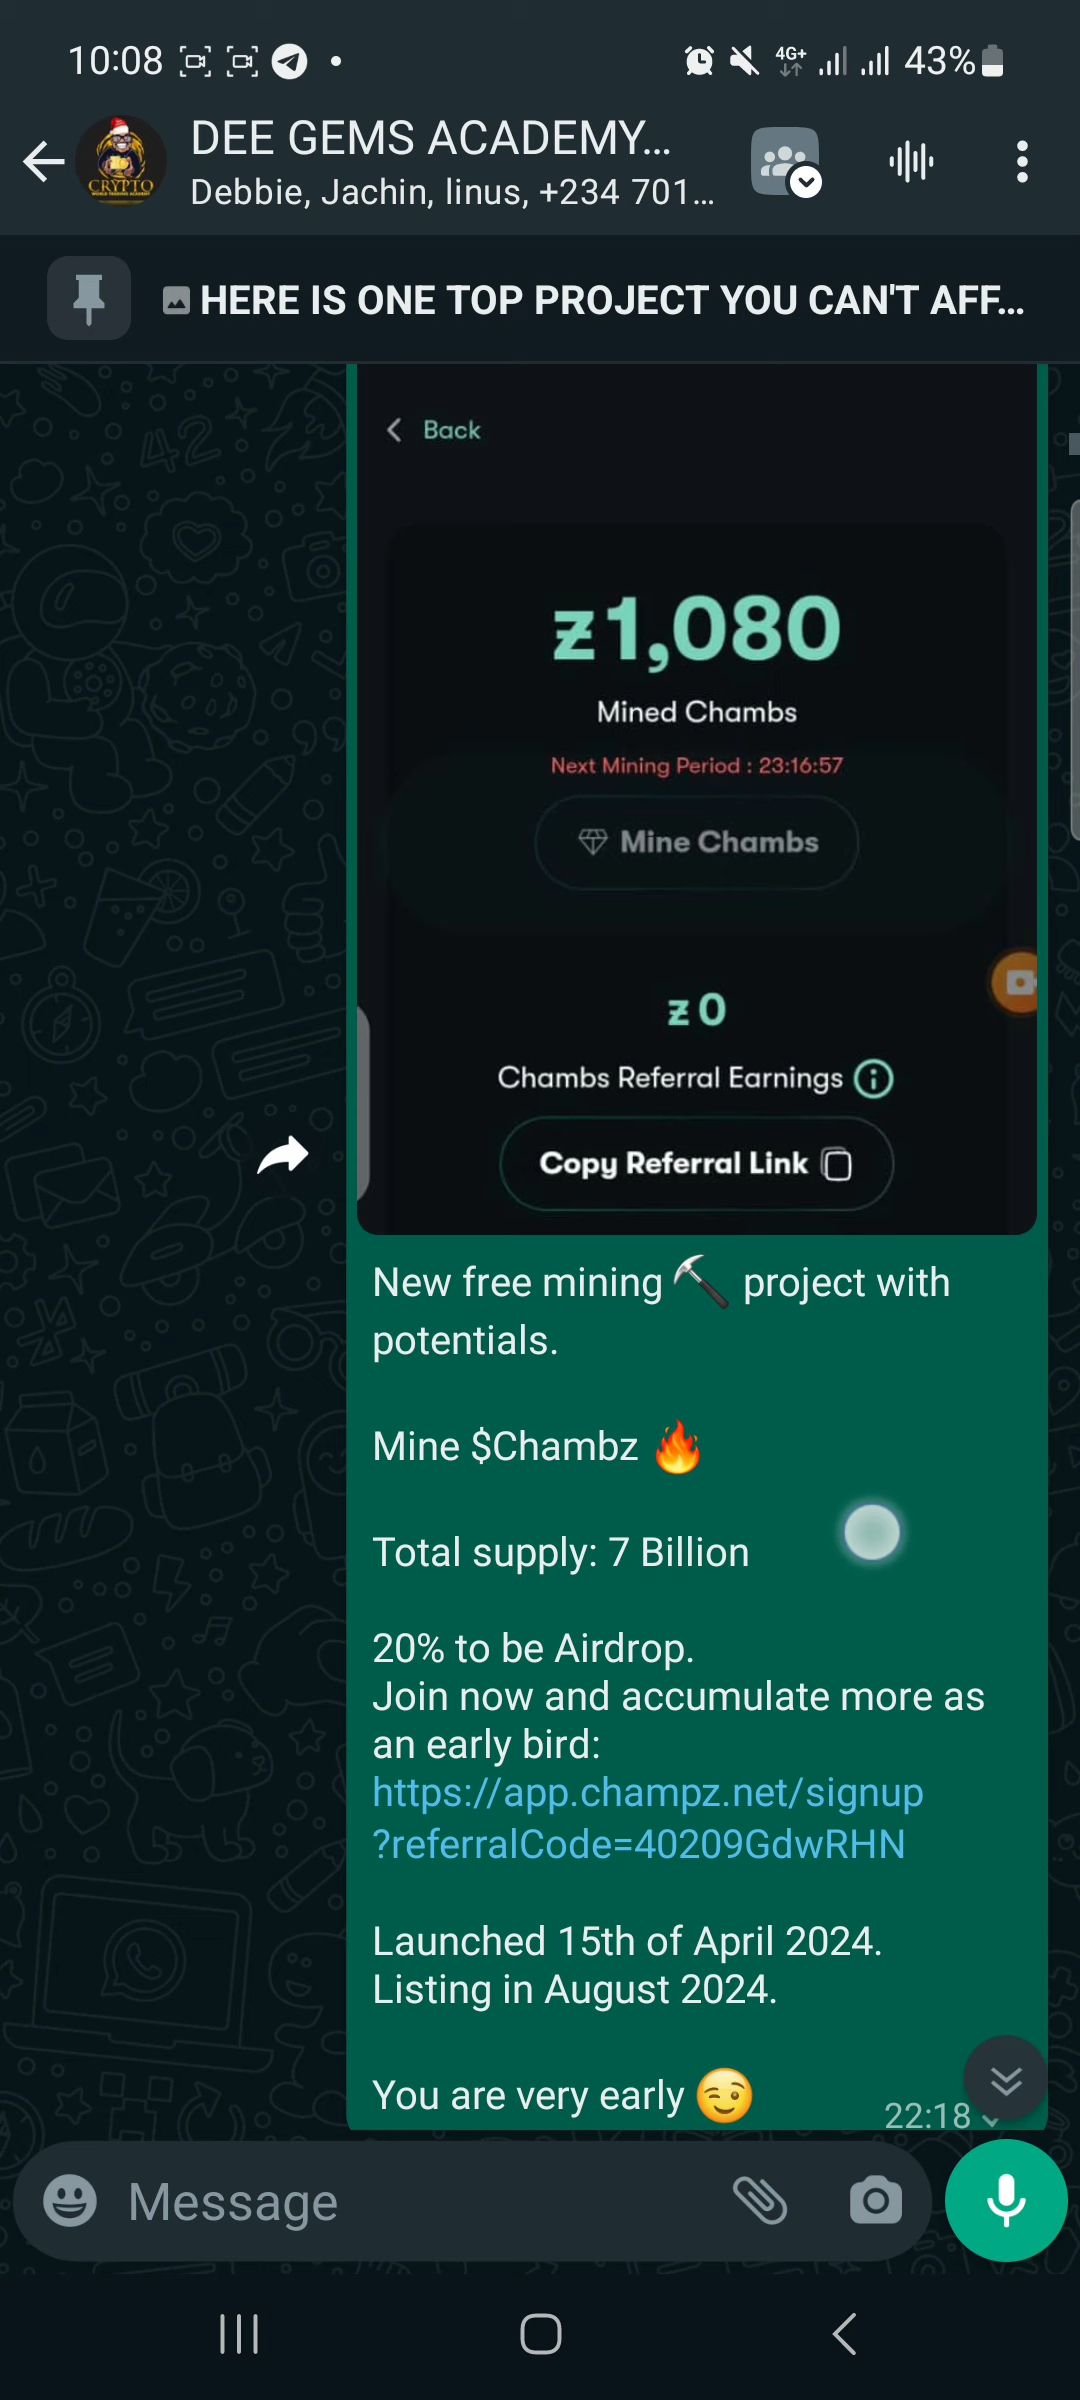 10:08
4G+
43%
DEE GEMS ACADEMY...
Debbie, Jachin, linus, +234 701...
CRYPTO
HERE IS ONE TOP PROJECT YOU CAN'T AFF...
Back
ƶ1,080
Mined Chambs
Next Mining Period : 23:16:57
Mine Chambs
ƶ0
Chambs Referral Earnings
Copy Referral Link
New free mining ⛏️ project with
potentials.
Mine $Chambz 🔥
Total supply: 7 Billion
20% to be Airdrop.
Join now and accumulate more as
an early bird:
https://app.champz.net/signup
?referralCode=40209GdwRHN
Launched 15th of April 2024.
Listing in August 2024.
You are very early 😉
22:18
Message